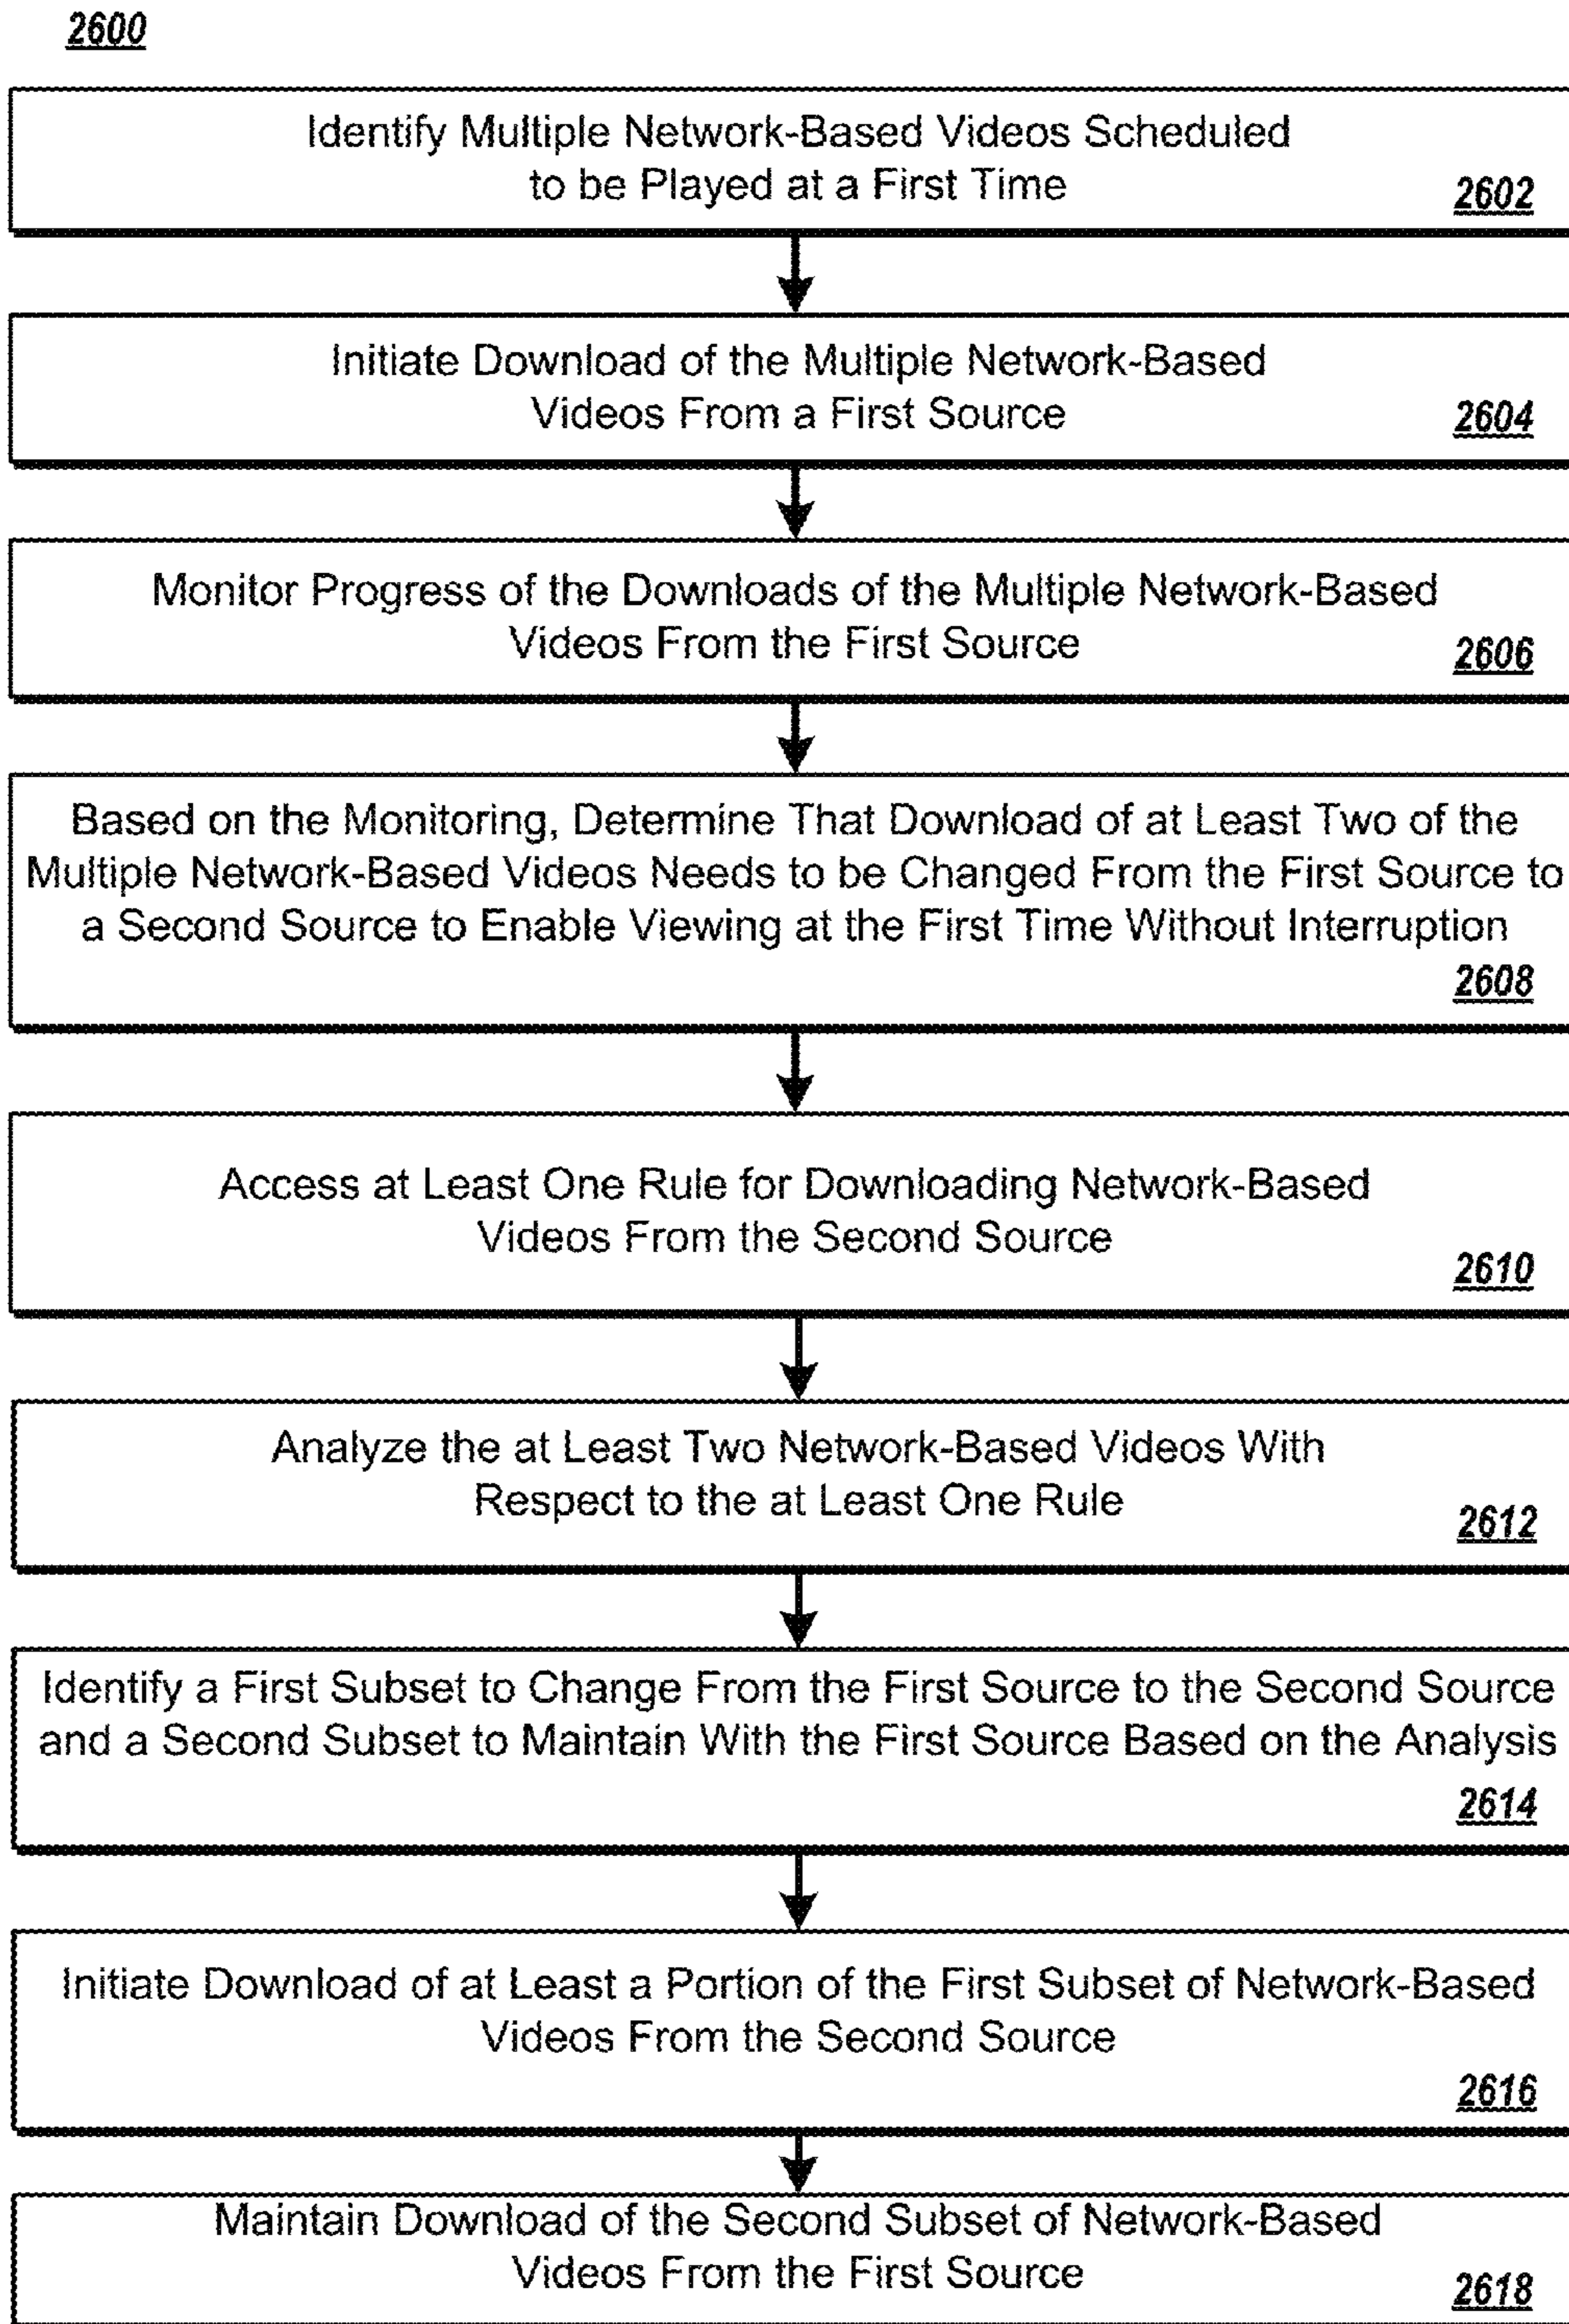 2600
Identify Multiple Network-Based Videos Scheduled
to be Played at a First Time
2602
Initiate Download of the Multiple Network-Based
Videos From a First Source
2604
Monitor Progress of the Downloads of the Multiple Network-Based
Videos From the First Source
2606
Based on the Monitoring, Determine That Download of at Least Two of the
Multiple Network-Based Videos Needs to be Changed From the First Source to
a Second Source to Enable Viewing at the First Time Without Interruption
2608
Access at Least One Rule for Downloading Network-Based
Videos From the Second Source
2610
Analyze the at Least Two Network-Based Videos With
Respect to the at Least One Rule
2612
Identify a First Subset to Change From the First Source to the Second Source
and a Second Subset to Maintain With the First Source Based on the Analysis
2614
Initiate Download of at Least a Portion of the First Subset of Network-Based
Videos From the Second Source
2616
Maintain Download of the Second Subset of Network-Based
Videos From the First Source
2618